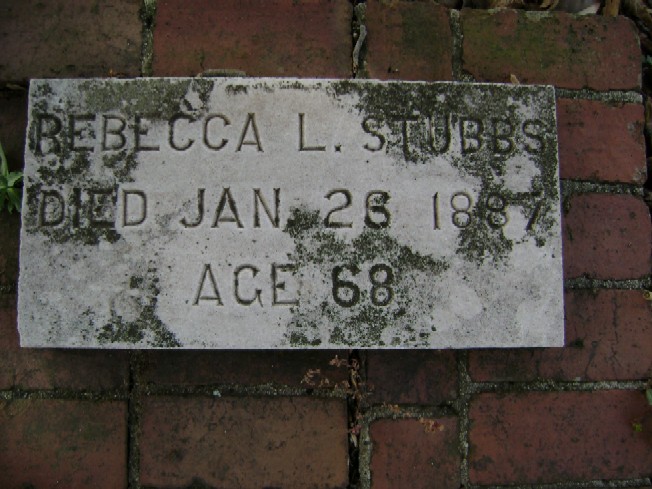 REBECCA L. STUBBS
DIED JAN. 26 1887
AGE 68